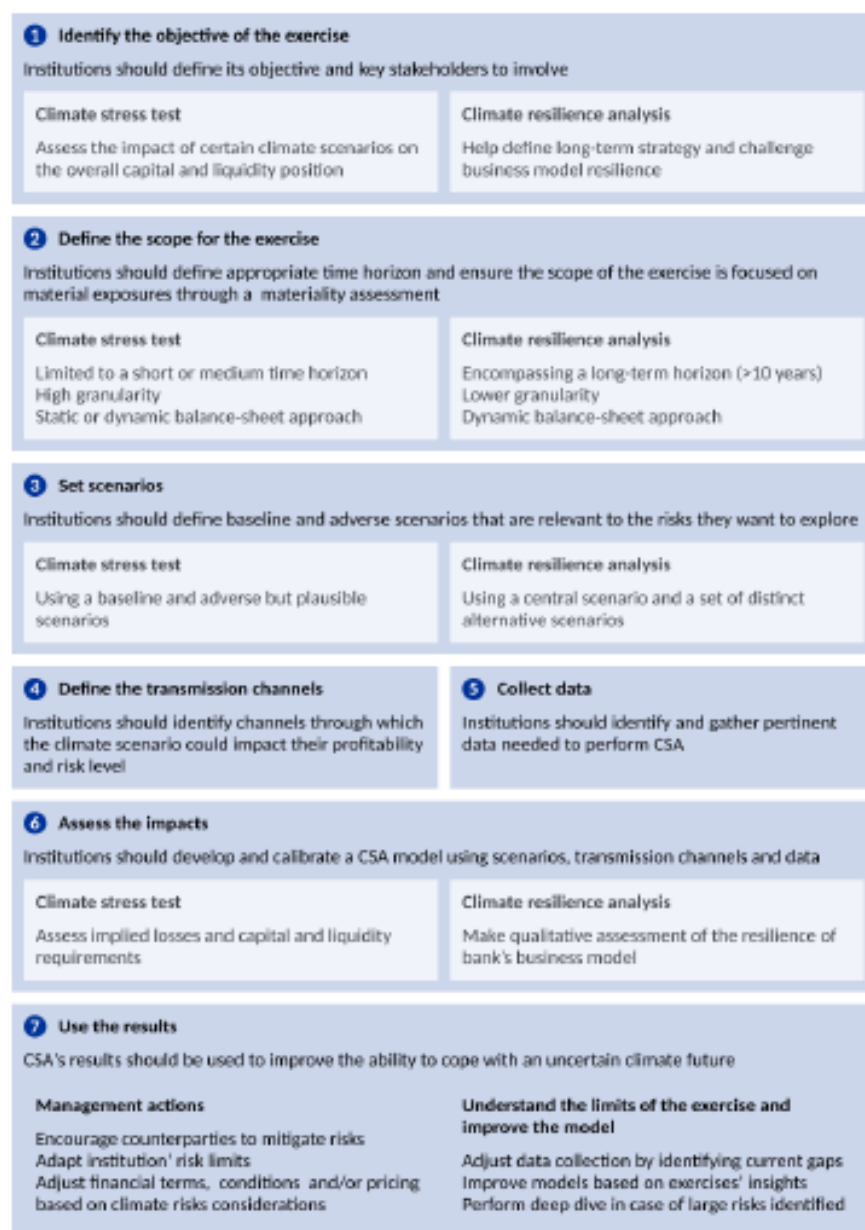 1 Identify the objective of the exercise
Institutions should define its objective and key stakeholders to involve
Climate stress test
Assess the impact of certain climate scenarios on
the overall capital and liquidity position
Climate resilience analysis
Help define long-term strategy and challenge
business model resilience
2 Define the scope for the exercise
Institutions should define appropriate time horizon and ensure the scope of the exercise is focused on
material exposures through a materiality assessment
Climate stress test
Limited to a short or medium time horizon
High granularity
Static or dynamic balance-sheet approach
Climate resilience analysis
Encompassing a long-term horizon (>10 years)
Lower granularity
Dynamic balance-sheet approach
3 Set scenarios
Institutions should define baseline and adverse scenarios that are relevant to the risks they want to explore
Climate stress test
Using a baseline and adverse but plausible
scenarios
Climate resilience analysis
Using a central scenario and a set of distinct
alternative scenarios
4 Define the transmission channels
Institutions should identify channels through which
the climate scenario could impact their profitability
and risk level
5 Collect data
Institutions should identify and gather pertinent
data needed to perform CSA
6 Assess the impacts
Institutions should develop and calibrate a CSA model using scenarios, transmission channels and data
Climate stress test
Assess implied losses and capital and liquidity
requirements
Climate resilience analysis
Make qualitative assessment of the resilience of
bank's business model
7 Use the results
CSA's results should be used to improve the ability to cope with an uncertain climate future
Management actions
Encourage counterparties to mitigate risks
Adapt institution' risk limits
Adjust financial terms, conditions and/or pricing
based on climate risks considerations
Understand the limits of the exercise and
improve the model
Adjust data collection by identifying current gaps
Improve models based on exercises' insights
Perform deep dive in case of large risks identified